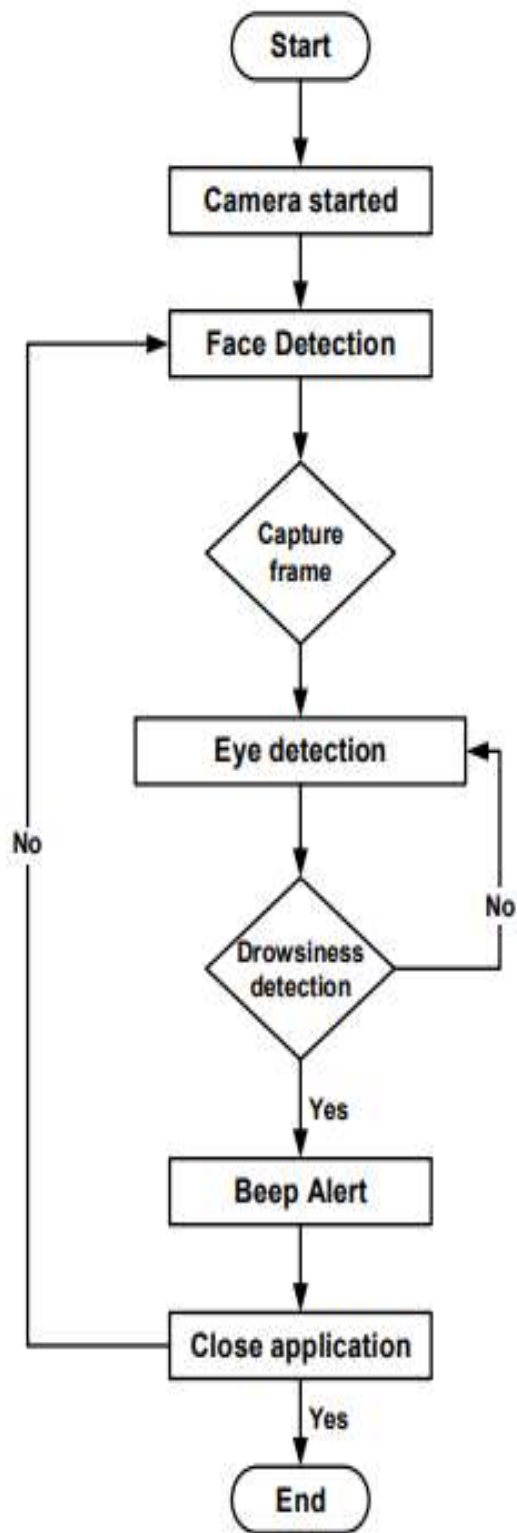 Start
Camera started
Face Detection
Capture
frame
Eye detection
No
No
Drowsiness
detection
Yes
Beep Alert
Close application
Yes
End